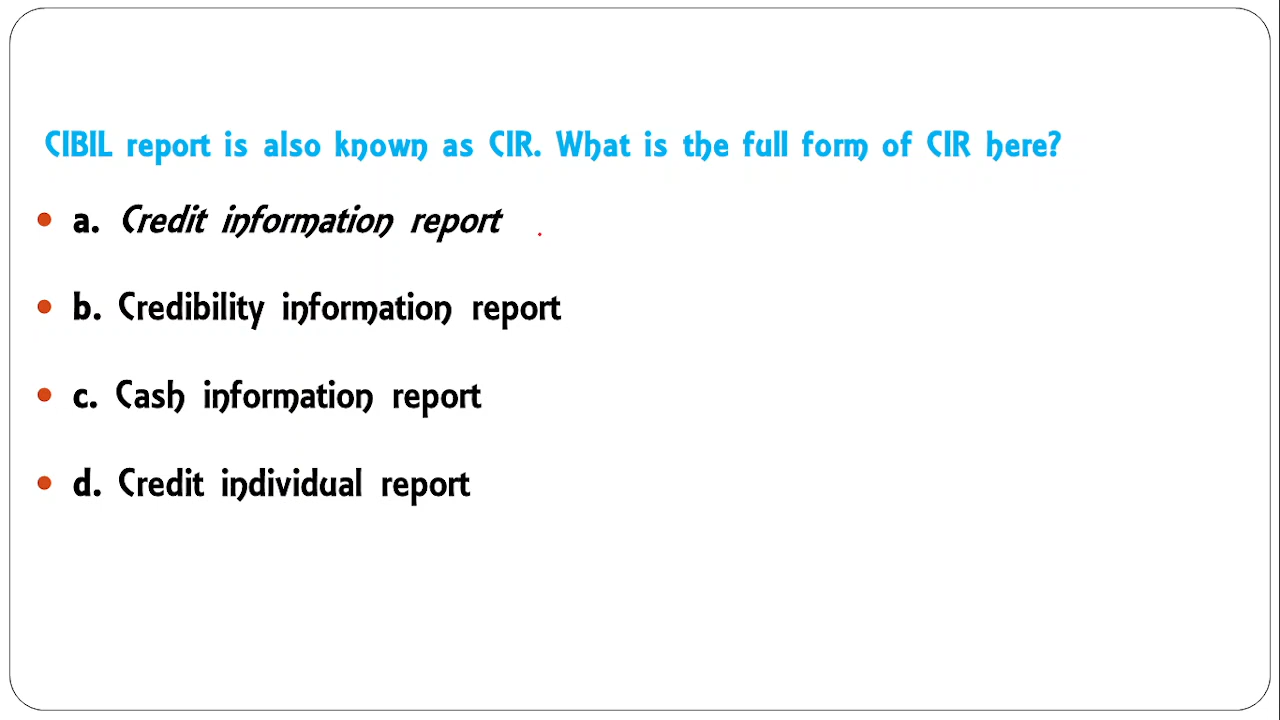 CIBIL report is also known as CIR. What is the full form of CIR here?
a. Credit information report
b. Credibility information report
c. Cash information report
d. Credit individual report